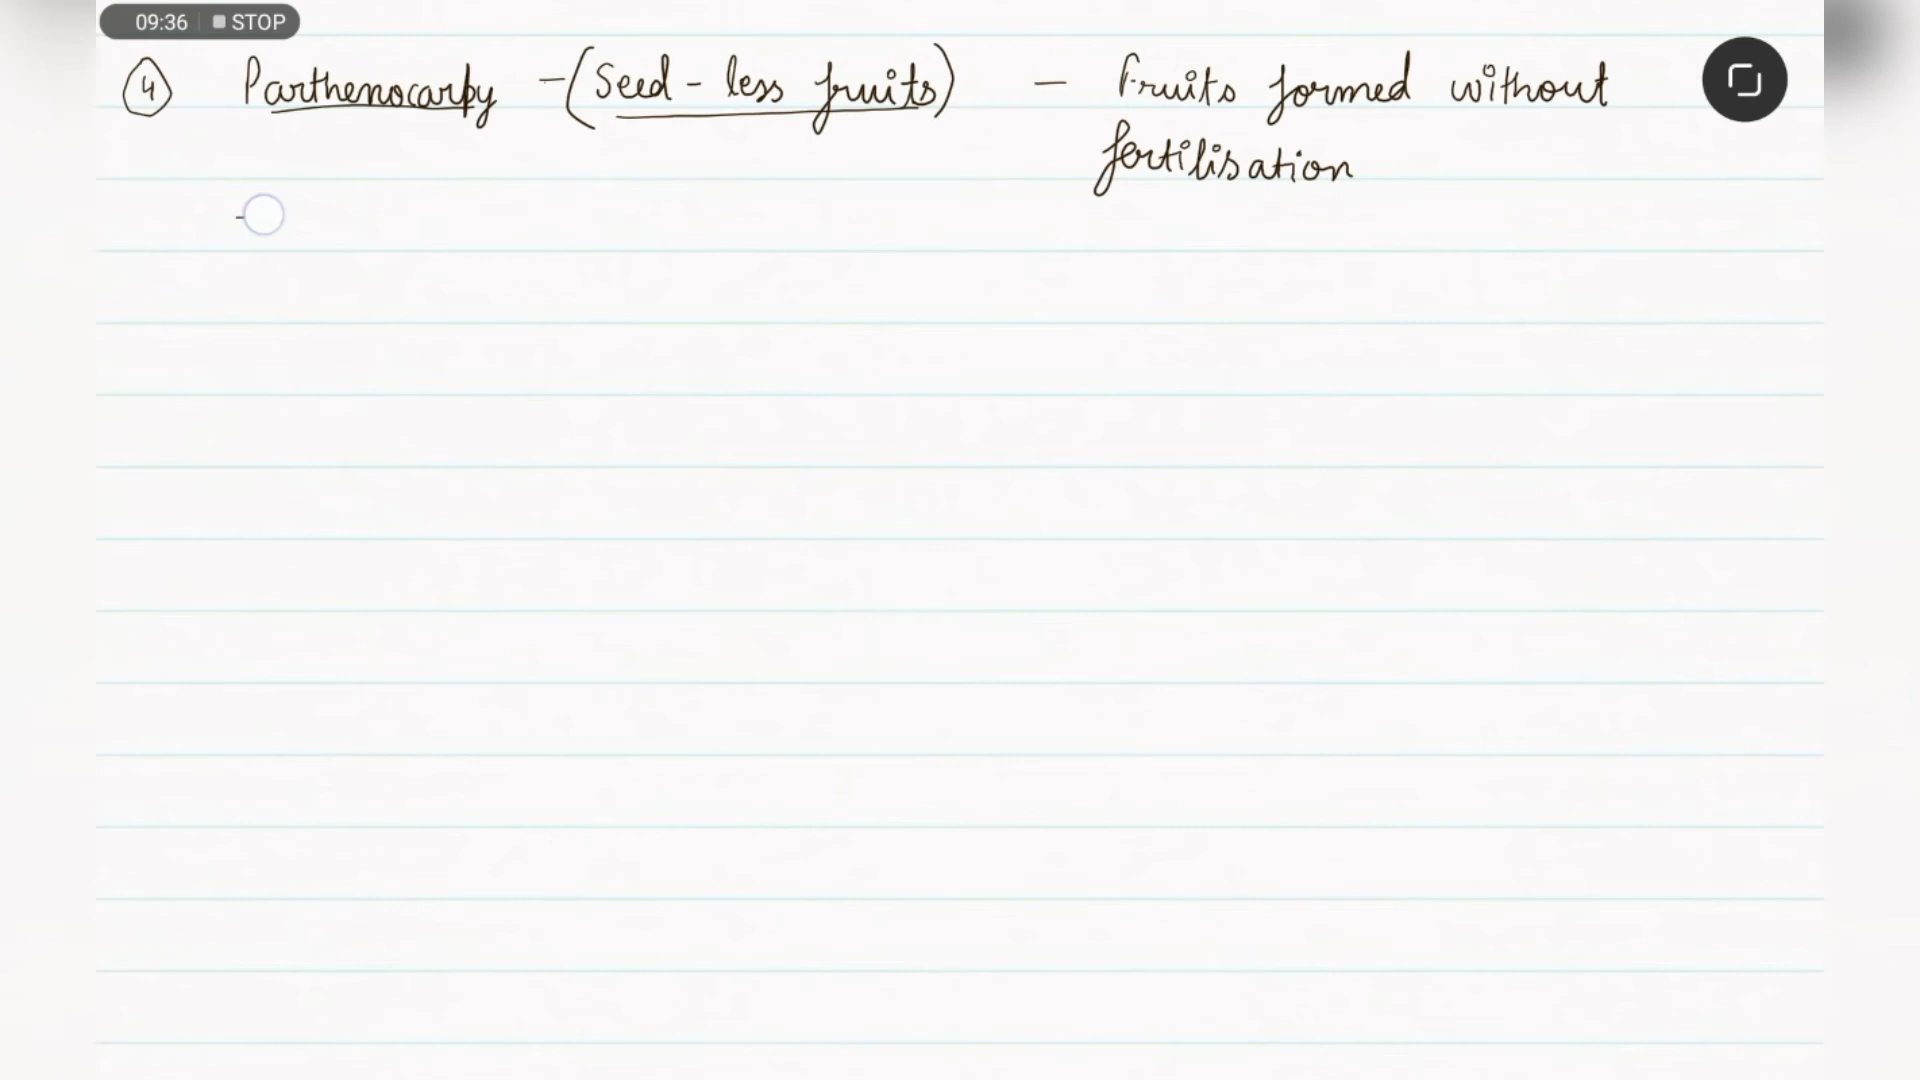 09:36 STOP
4 Parthenocarpy - (Seed-less fruits) - Fruits formed without
fertilisation
-